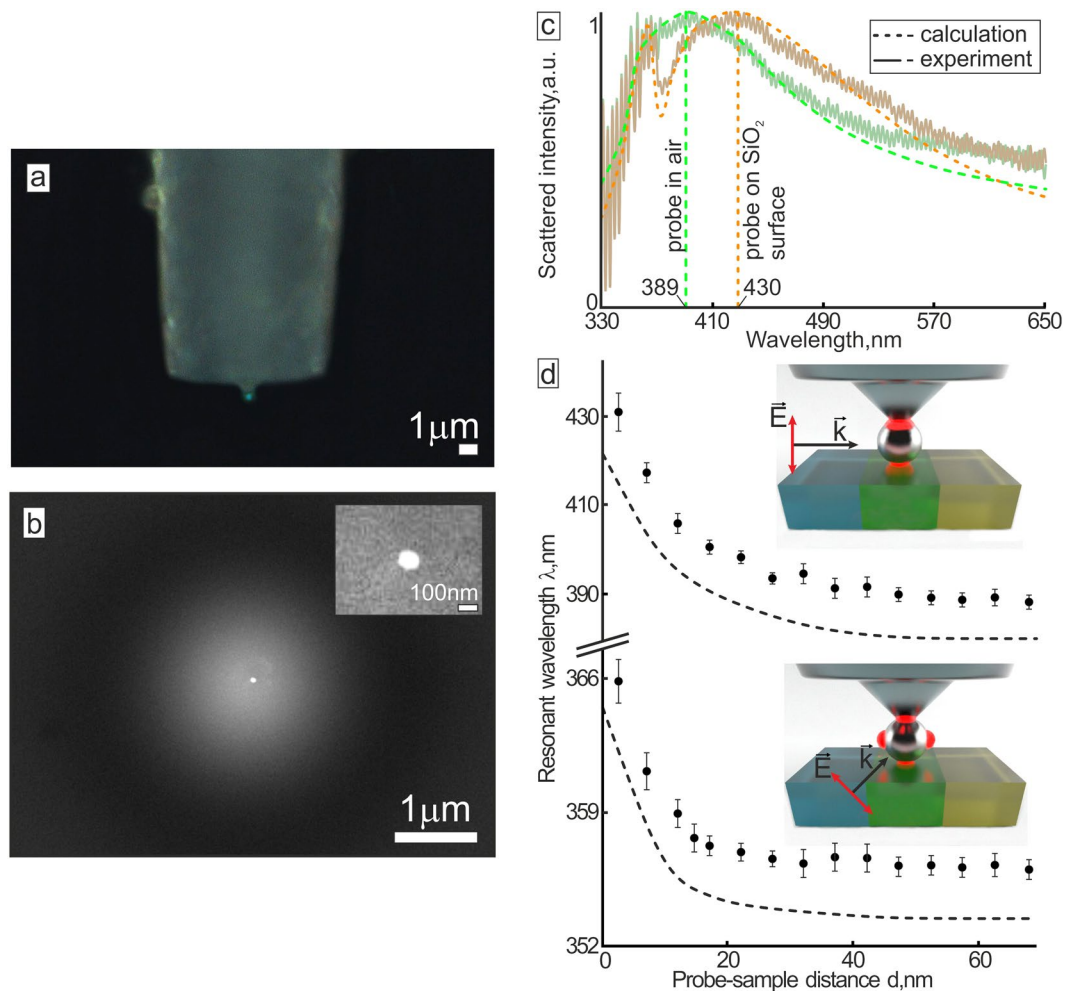 a
1μm
b
100nm
1μm
c
Scattered intensity,a.u.
1
0
calculation
experiment
probe in air
probe on SiO₂
surface
389
430
330
410
490
570
650
Wavelength,nm
d
Resonant wavelength λ,nm
430
410
390
366
359
352
E⃗
k⃗
E⃗
k⃗
0
20
40
60
Probe-sample distance d,nm